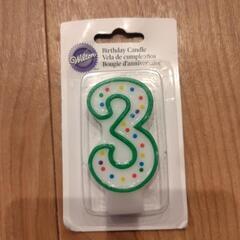 Wilton
Birthday Candle
Vela de cumpleaños
Bougie d'anniversaire
3